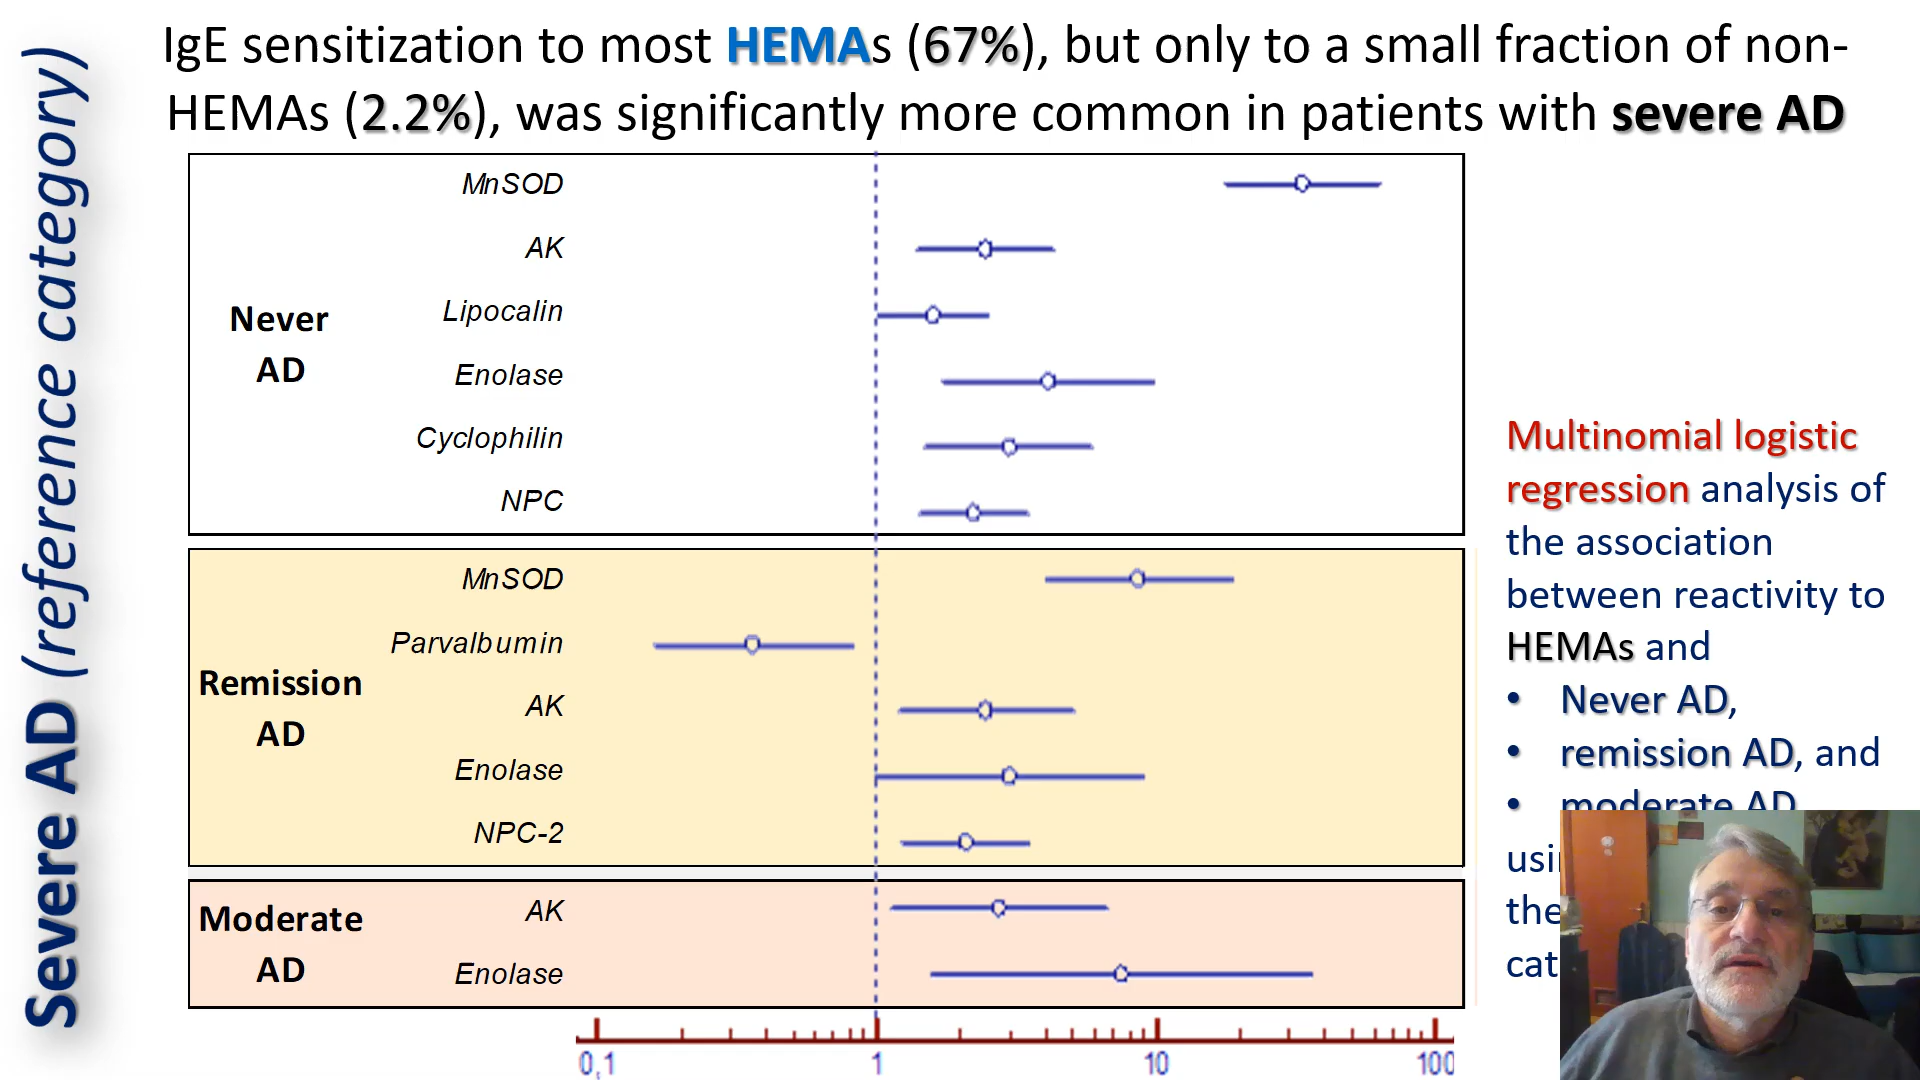 IgE sensitization to most HEMAs (67%), but only to a small fraction of non-
HEMAs (2.2%), was significantly more common in patients with severe AD
Severe AD (reference category)
Never
AD
MnSOD
AK
Lipocalin
Enolase
Cyclophilin
NPC
Remission
AD
MnSOD
Parvalbumin
AK
Enolase
NPC-2
Moderate
AD
AK
Enolase
0,1 1 10 100
Multinomial logistic
regression analysis of
the association
between reactivity to
HEMAs and
• Never AD,
• remission AD, and
• moderate AD